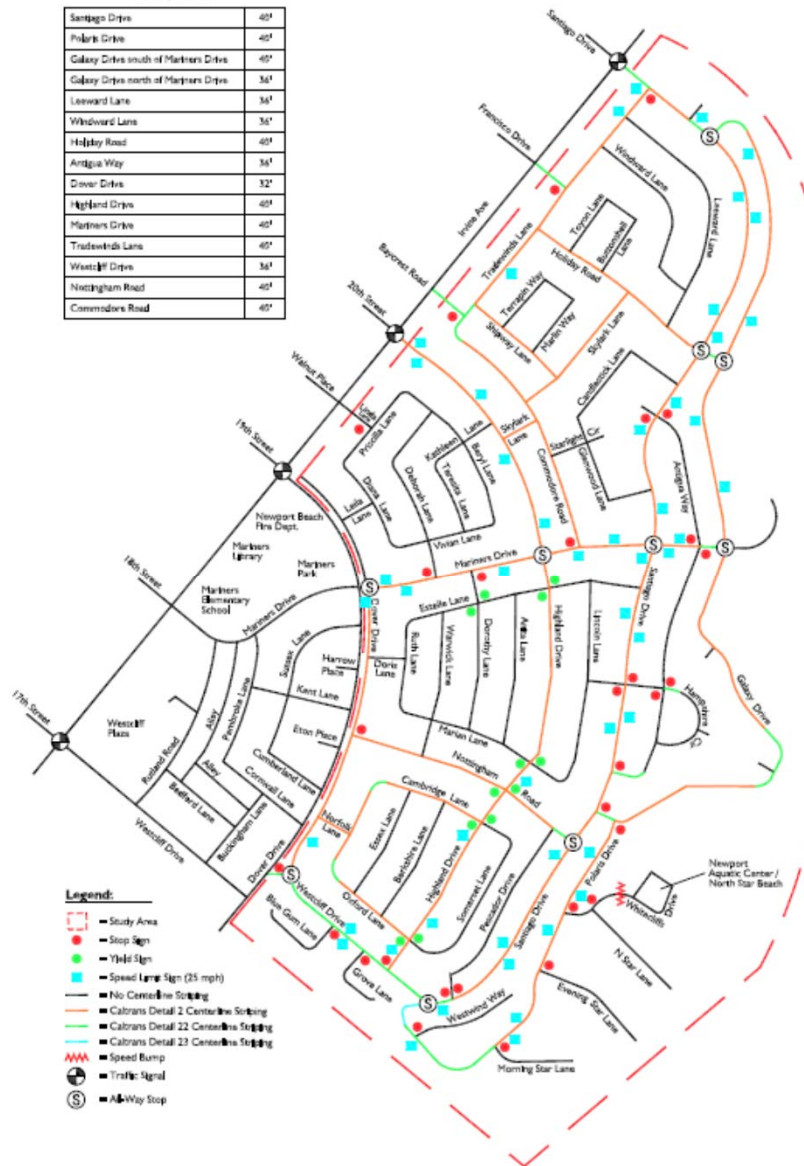 Santiago Drive 40'
Polaris Drive 40'
Galaxy Drive south of Mariners Drive 40'
Galaxy Drive north of Mariners Drive 36'
Leeward Lane 36'
Windward Lane 36'
Holiday Road 40'
Antigua Way 36'
Dover Drive 32'
Highland Drive 40'
Mariners Drive 40'
Tradewinds Lane 40'
Westcliff Drive 36'
Nottingham Road 40'
Commodore Road 40'
Santiago Drive
Francisco Drive
Irvine Ave
Windward Lane
Leeward Lane
Toyon Lane
Buttonshell Lane
Tradewinds Lane
Holiday Road
Baycrest Road
20th Street
Terrapin Way
Marlin Way
Shipway Lane
Skylark Lane
Candlestick Lane
Walnut Place
Linda Lane
Priscilla Lane
Kathleen Lane
Beryl Lane
Skylark Lane
Starlight Cir
Glenwood Lane
Commodore Road
Antigua Way
19th Street
Diana Lane
Deborah Lane
Teresita Lane
Leila Lane
Vivian Lane
Newport Beach
Fire Dept.
Mariners
Library
Mariners
Park
Mariners
Elementary
School
18th Street
Mariners Drive
Mariners Drive
Dover Drive
Estelle Lane
Sussex Lane
Harrow Place
Doris Lane
Ruth Lane
Warwick Lane
Dorothy Lane
Anita Lane
Highland Drive
Lincoln Lane
Santiago Drive
Hampshire Cir
Galaxy Drive
17th Street
Westcliff
Plaza
Rutland Road
Alley
Pembroke Lane
Kent Lane
Eton Place
Marian Lane
Nottingham Road
Alley
Bedford Lane
Cumberland Lane
Cornwall Lane
Buckingham Lane
Cambridge Lane
Norfolk Lane
Essex Lane
Berkshire Lane
Highland Drive
Somerset Lane
Pescador Drive
Westcliff Drive
Dover Drive
Westcliff Drive
Oxford Lane
Blue Gum Lane
Grove Lane
Santiago Drive
Polaris Drive
Newport
Aquatic Center /
North Star Beach
Whitecliffs Drive
N Star Lane
Evening Star Lane
Westwind Way
Morning Star Lane
S
S
S
S
S
S
S
S
S
S
Legend:
= Study Area
= Stop Sign
= Yield Sign
= Speed Limit Sign (25 mph)
= No Centerline Striping
= Caltrans Detail 2 Centerline Striping
= Caltrans Detail 22 Centerline Striping
= Caltrans Detail 23 Centerline Striping
= Speed Bump
= Traffic Signal
S = All-Way Stop